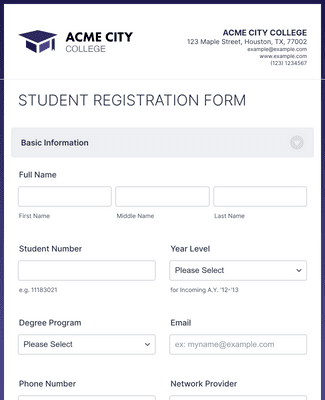 ACME CITY
COLLEGE
ACME CITY COLLEGE
123 Maple Street, Houston, TX, 77002
example@example.com
www.example.com
(123) 1234567
STUDENT REGISTRATION FORM
Basic Information
Full Name
First Name Middle Name Last Name
Student Number Year Level
Please Select
e.g. 11183021 for Incoming A.Y. '12-'13
Degree Program Email
Please Select ex: myname@example.com
Phone Number Network Provider